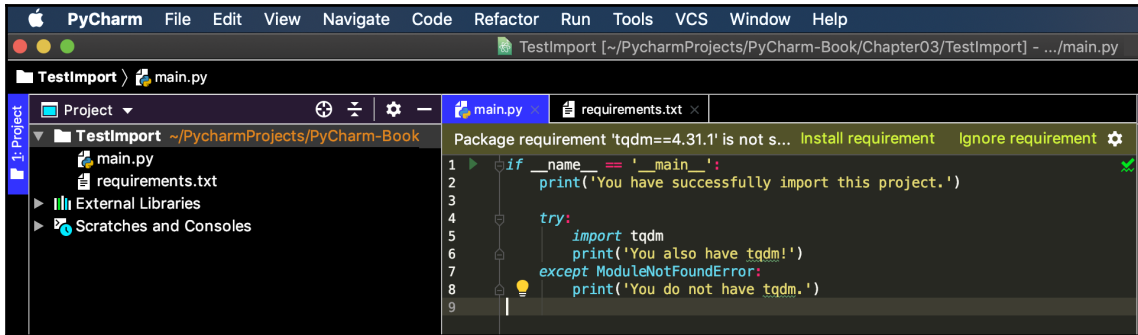 PyCharm File Edit View Navigate Code Refactor Run Tools VCS Window Help
TestImport [~/PycharmProjects/PyCharm-Book/Chapter03/TestImport] - .../main.py
TestImport 〉 main.py
1: Project
Project
main.py
requirements.txt
TestImport ~/PycharmProjects/PyCharm-Book
main.py
requirements.txt
External Libraries
Scratches and Consoles
Package requirement 'tqdm==4.31.1' is not s... Install requirement Ignore requirement
1 if __name__ == '__main__':
2 print('You have successfully import this project.')
3
4 try:
5 import tqdm
6 print('You also have tqdm!')
7 except ModuleNotFoundError:
8 print('You do not have tqdm.')
9